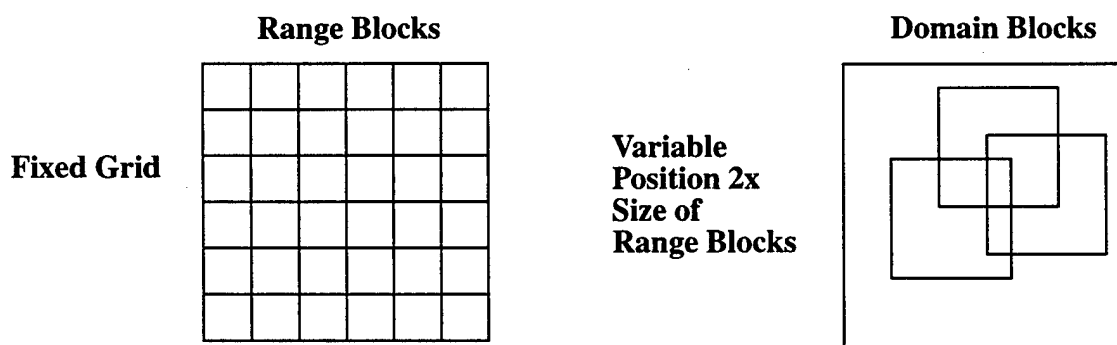 Range Blocks
Domain Blocks
Fixed Grid
Variable
Position 2x
Size of
Range Blocks